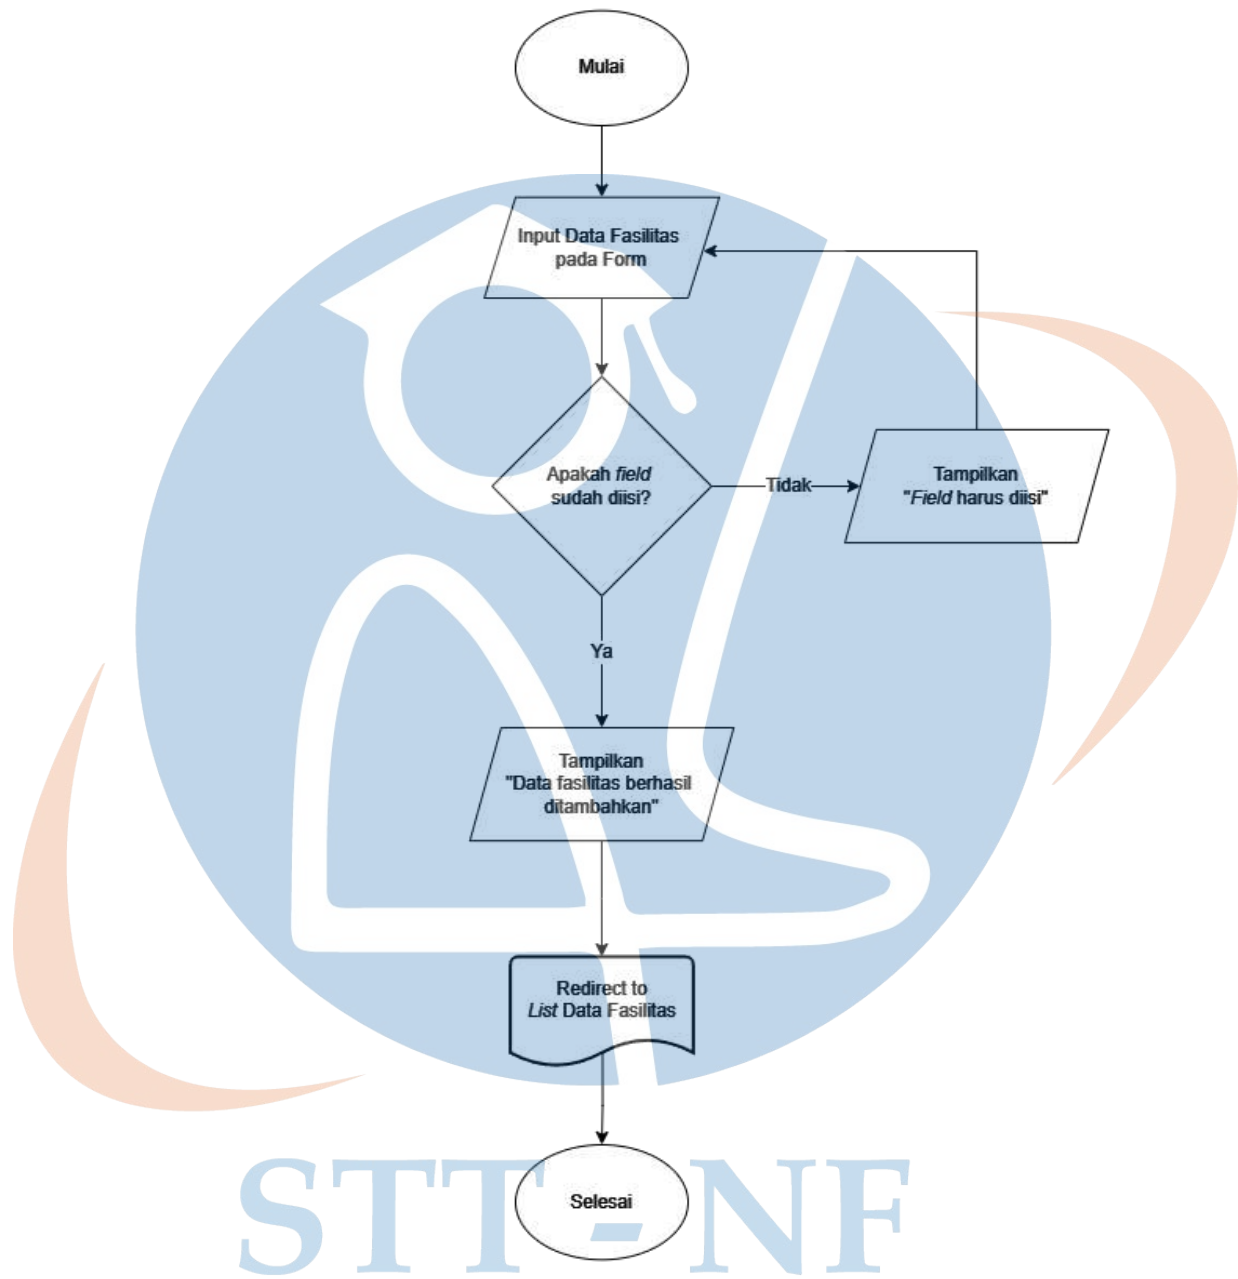 Mulai
Input Data Fasilitas
pada Form
Apakah field
sudah diisi?
Tidak
Tampilkan
"Field harus diisi"
Ya
Tampilkan
"Data fasilitas berhasil
ditambahkan"
Redirect to
List Data Fasilitas
Selesai
STT - NF